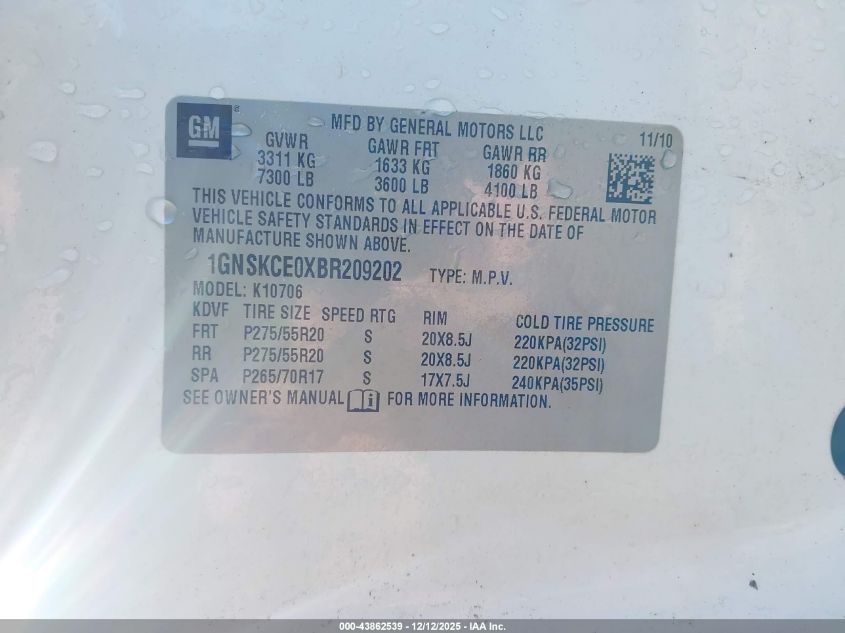 GM ®
MFD BY GENERAL MOTORS LLC 11/10
GVWR GAWR FRT GAWR RR
3311 KG 1633 KG 1860 KG
7300 LB 3600 LB 4100 LB
THIS VEHICLE CONFORMS TO ALL APPLICABLE U.S. FEDERAL MOTOR
VEHICLE SAFETY STANDARDS IN EFFECT ON THE DATE OF
MANUFACTURE SHOWN ABOVE.
1GNSKCE0XBR209202 TYPE: M.P.V.
MODEL: K10706
KDVF TIRE SIZE SPEED RTG RIM COLD TIRE PRESSURE
FRT P275/55R20 S 20X8.5J 220KPA(32PSI)
RR P275/55R20 S 20X8.5J 220KPA(32PSI)
SPA P265/70R17 S 17X7.5J 240KPA(35PSI)
SEE OWNER'S MANUAL i FOR MORE INFORMATION.
000-43862539 - 12/12/2025 - IAA Inc.